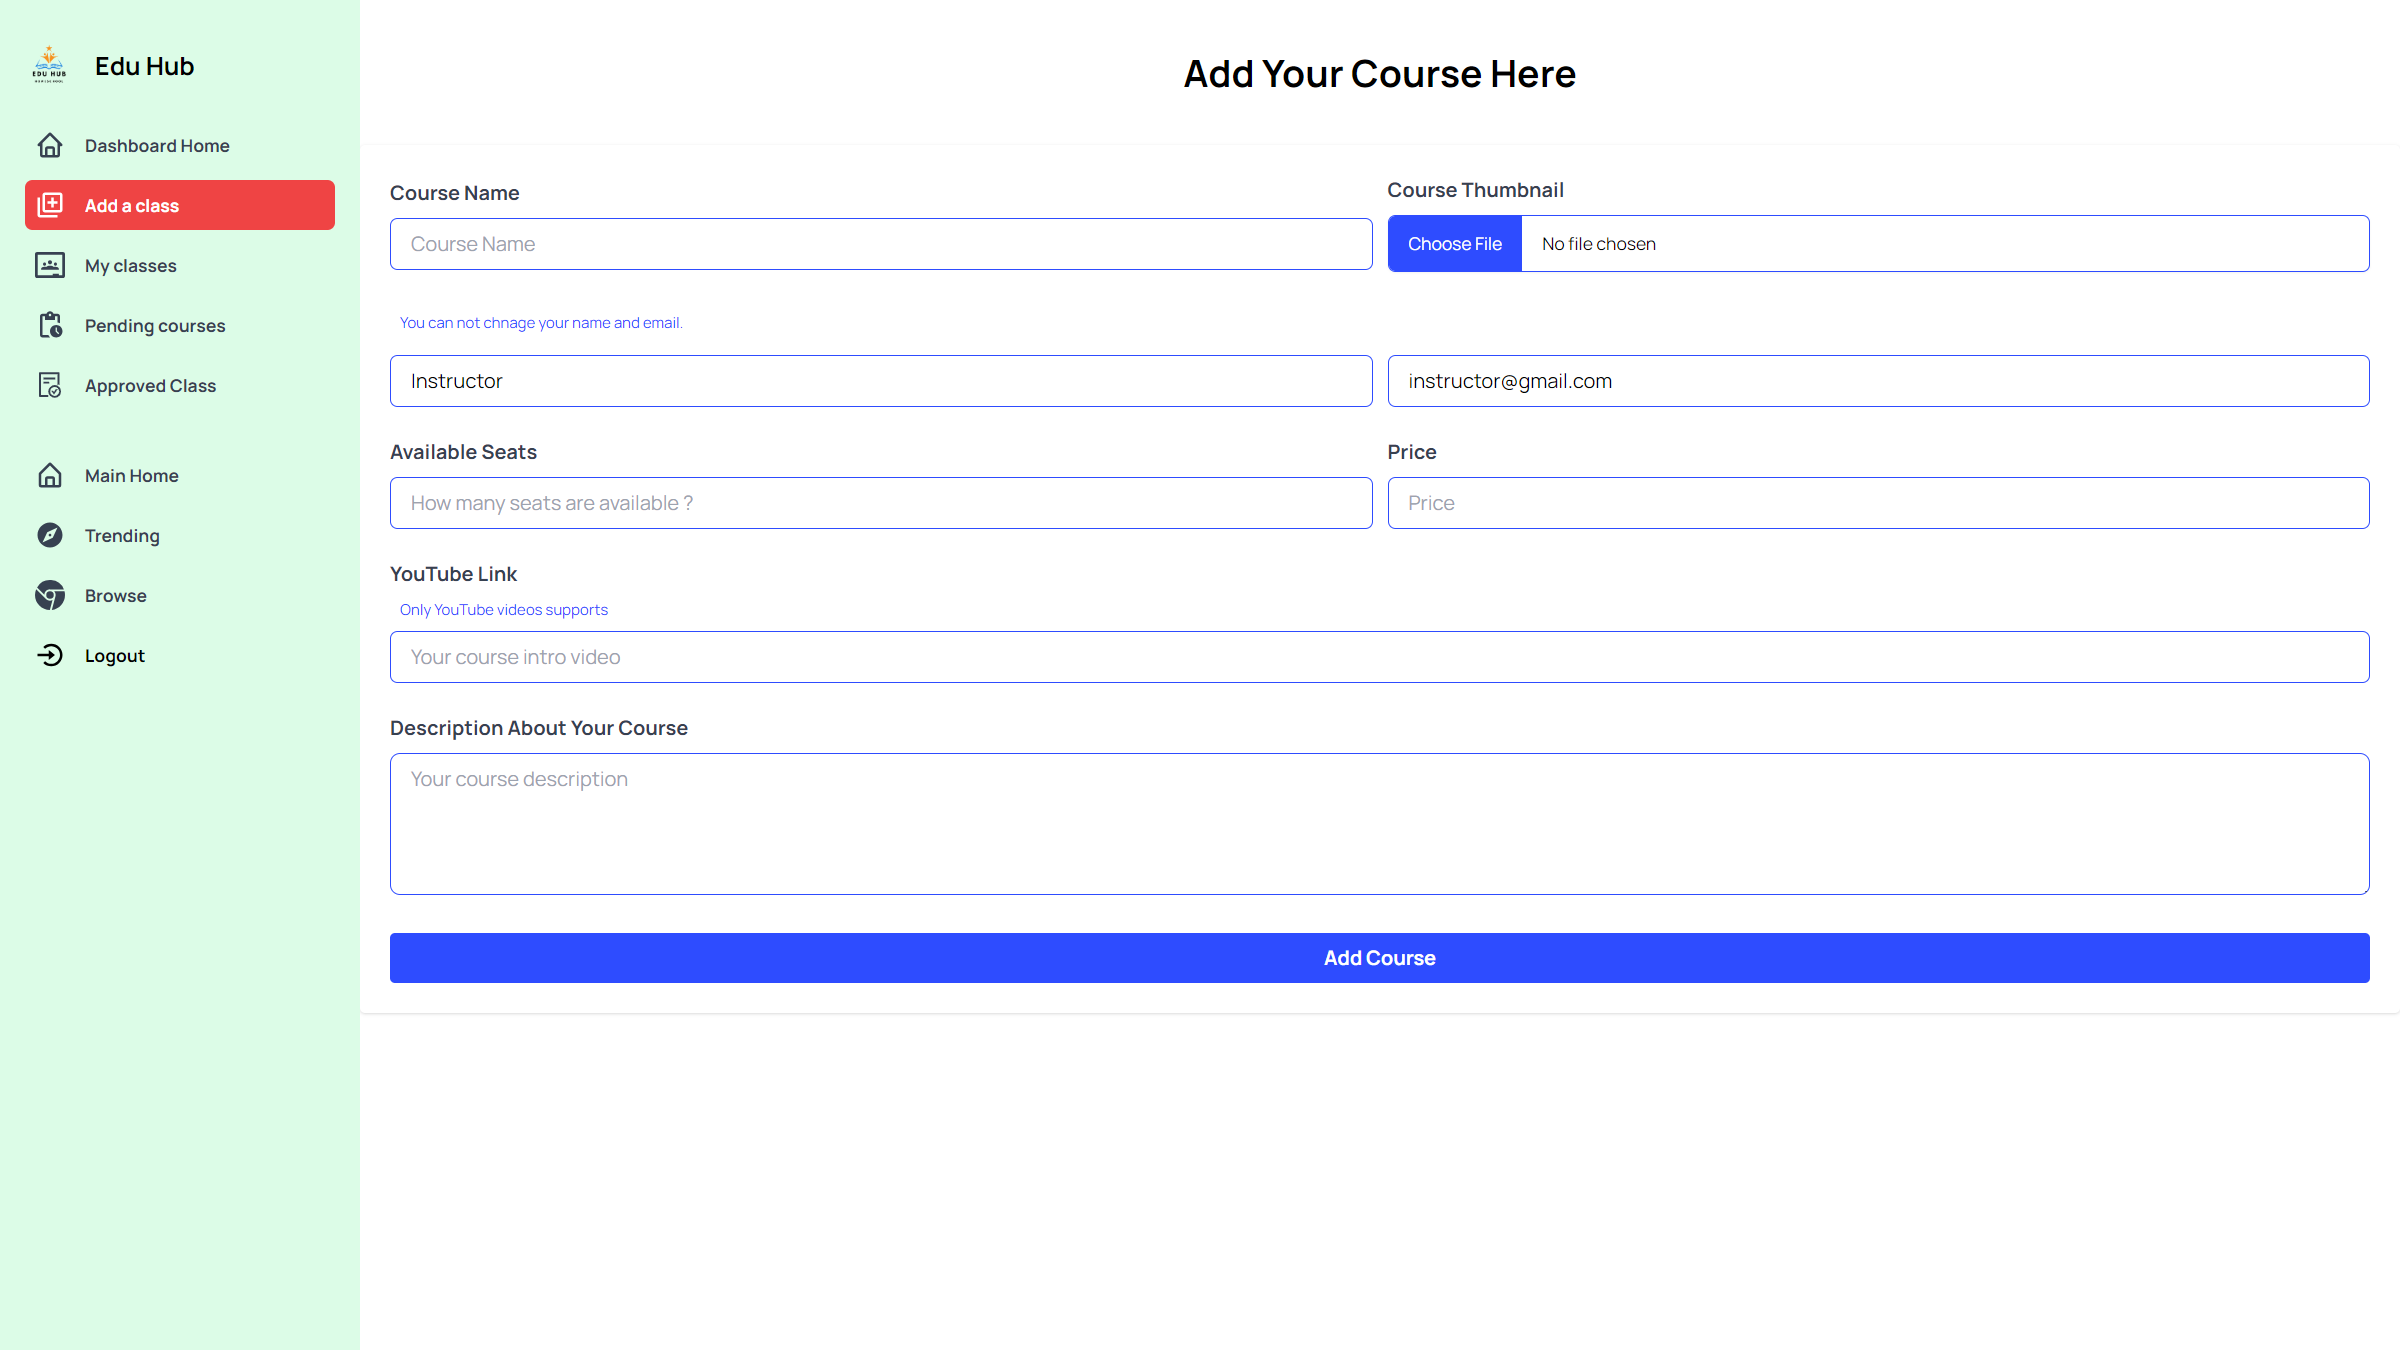 EDU HUB
Edu Hub
Dashboard Home
Add a class
My classes
Pending courses
Approved Class
Main Home
Trending
Browse
Logout
Add Your Course Here
Course Name
Course Name
Course Thumbnail
Choose File No file chosen
You can not chnage your name and email.
Instructor
instructor@gmail.com
Available Seats
How many seats are available ?
Price
Price
YouTube Link
Only YouTube videos supports
Your course intro video
Description About Your Course
Your course description
Add Course